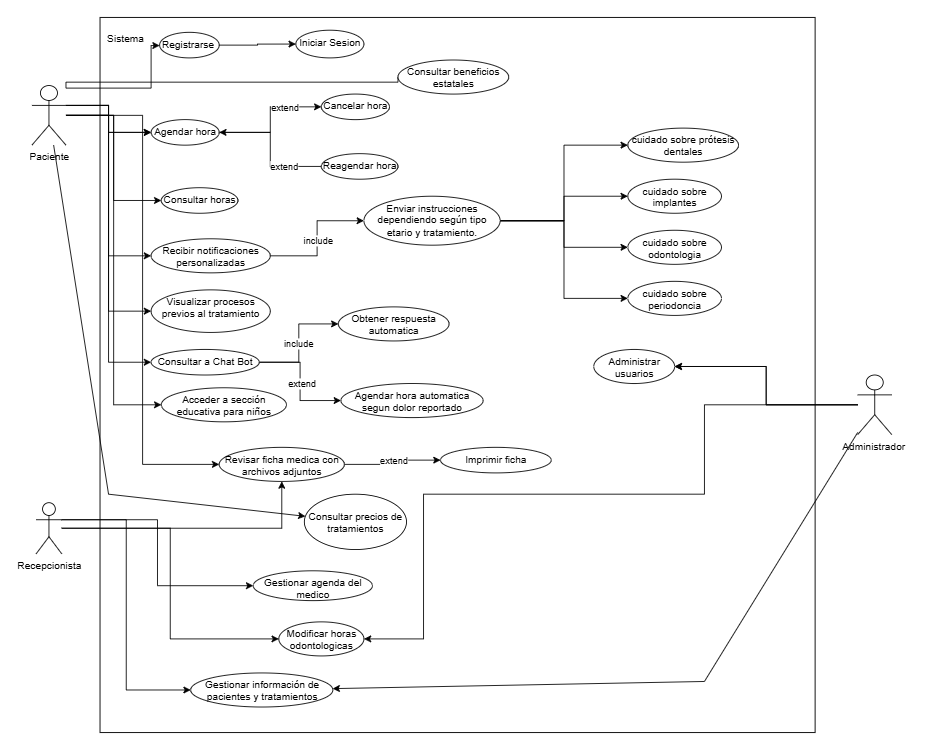 Sistema
Registrarse
Iniciar Sesion
Consultar beneficios
estatales
Paciente
Agendar hora
extend
Cancelar hora
extend
Reagendar hora
cuidado sobre prótesis
dentales
Consultar horas
cuidado sobre
implantes
Enviar instrucciones
dependiendo según tipo
etario y tratamiento.
include
Recibir notificaciones
personalizadas
cuidado sobre
odontologia
cuidado sobre
periodoncia
Visualizar procesos
previos al tratamiento
Obtener respuesta
automatica
include
Consultar a Chat Bot
extend
Administrar
usuarios
Acceder a sección
educativa para niños
Agendar hora automatica
segun dolor reportado
Administrador
Revisar ficha medica con
archivos adjuntos
extend
Imprimir ficha
Consultar precios de
tratamientos
Recepcionista
Gestionar agenda del
medico
Modificar horas
odontologicas
Gestionar información de
pacientes y tratamientos